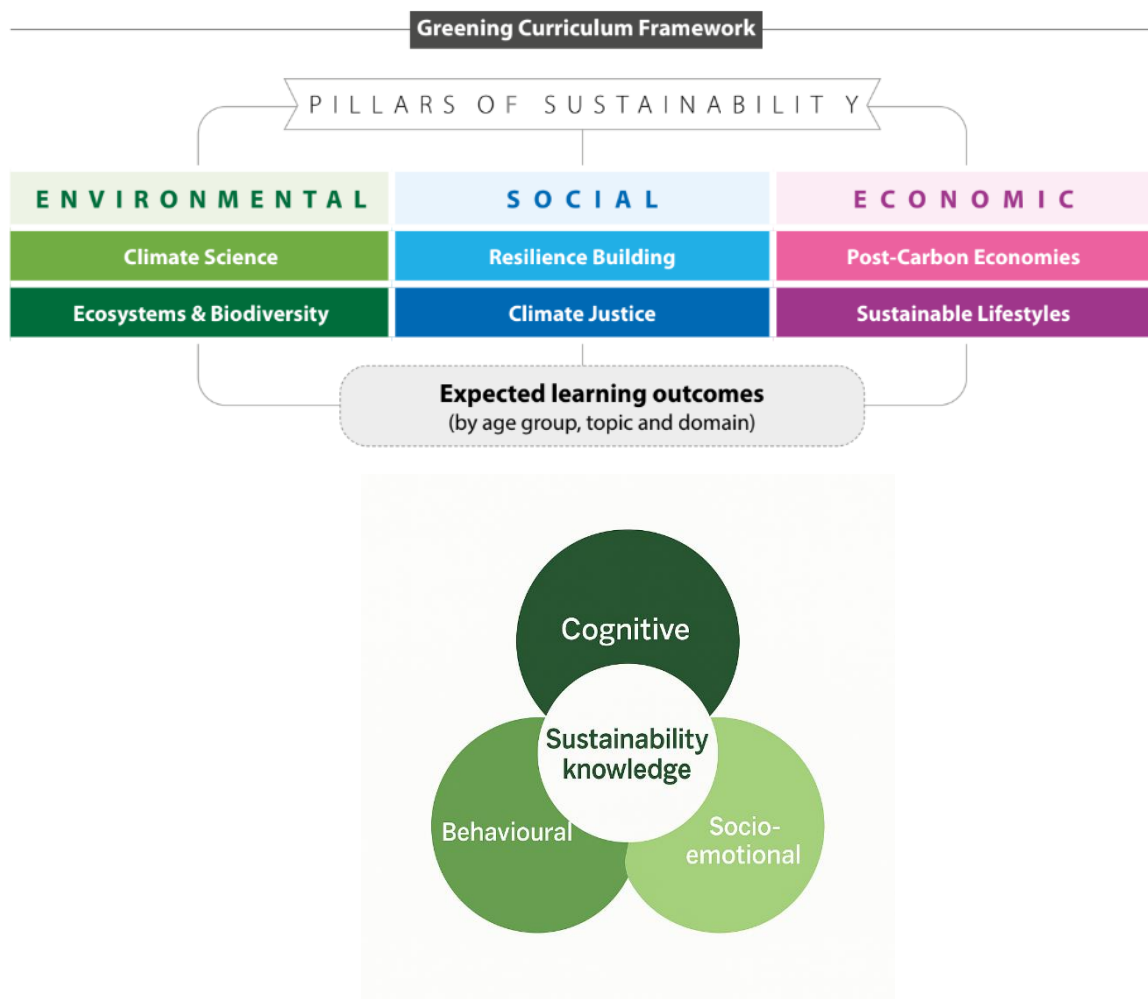 Greening Curriculum Framework
PILLARS OF SUSTAINABILITY
ENVIRONMENTAL
SOCIAL
ECONOMIC
Climate Science
Resilience Building
Post-Carbon Economies
Ecosystems & Biodiversity
Climate Justice
Sustainable Lifestyles
Expected learning outcomes
(by age group, topic and domain)
Cognitive
Sustainability
knowledge
Behavioural
Socio-
emotional